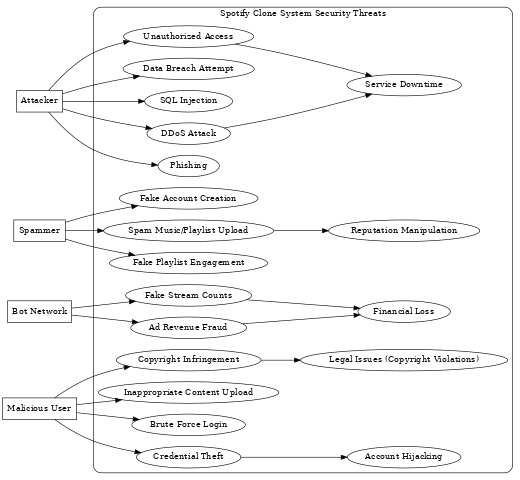 Spotify Clone System Security Threats
Unauthorized Access
Data Breach Attempt
Service Downtime
Attacker
SQL Injection
DDoS Attack
Phishing
Fake Account Creation
Spammer
Spam Music/Playlist Upload
Reputation Manipulation
Fake Playlist Engagement
Fake Stream Counts
Bot Network
Financial Loss
Ad Revenue Fraud
Copyright Infringement
Legal Issues (Copyright Violations)
Inappropriate Content Upload
Malicious User
Brute Force Login
Credential Theft
Account Hijacking